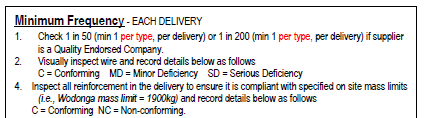 Minimum Frequency - EACH DELIVERY
1. Check 1 in 50 (min 1 per type, per delivery) or 1 in 200 (min 1 per type, per delivery) if supplier
is a Quality Endorsed Company.
2. Visually inspect wire and record details below as follows
C = Conforming MD = Minor Deficiency SD = Serious Deficiency
4. Inspect all reinforcement in the delivery to ensure it is compliant with specified on site mass limits
(i.e., Wodonga mass limit = 1900kg) and record details below as follows
C = Conforming NC = Non-conforming.